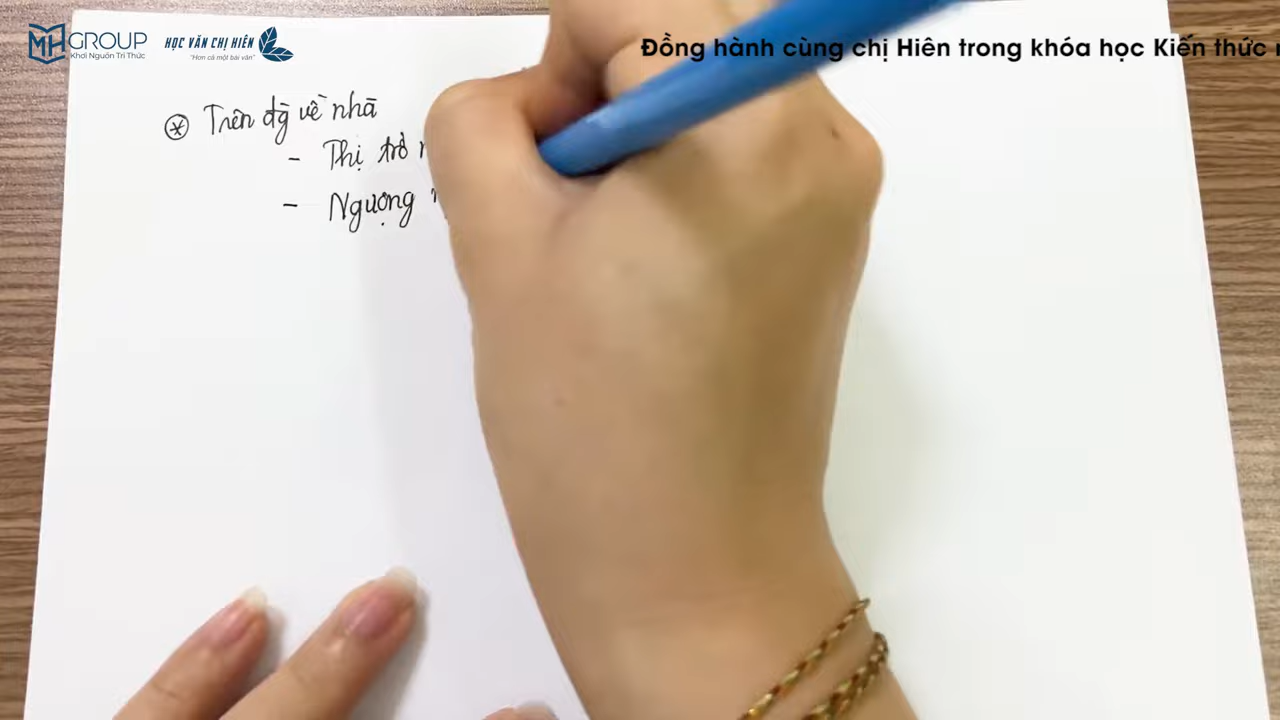 MH GROUP
Khơi Nguồn Tri Thức
HỌC VĂN CHỊ HIÊN
"Hơn cả một bài văn"
Đồng hành cùng chị Hiên trong khóa học Kiến thức
Trên đg về nhà
- Thị trở
- Ngượng